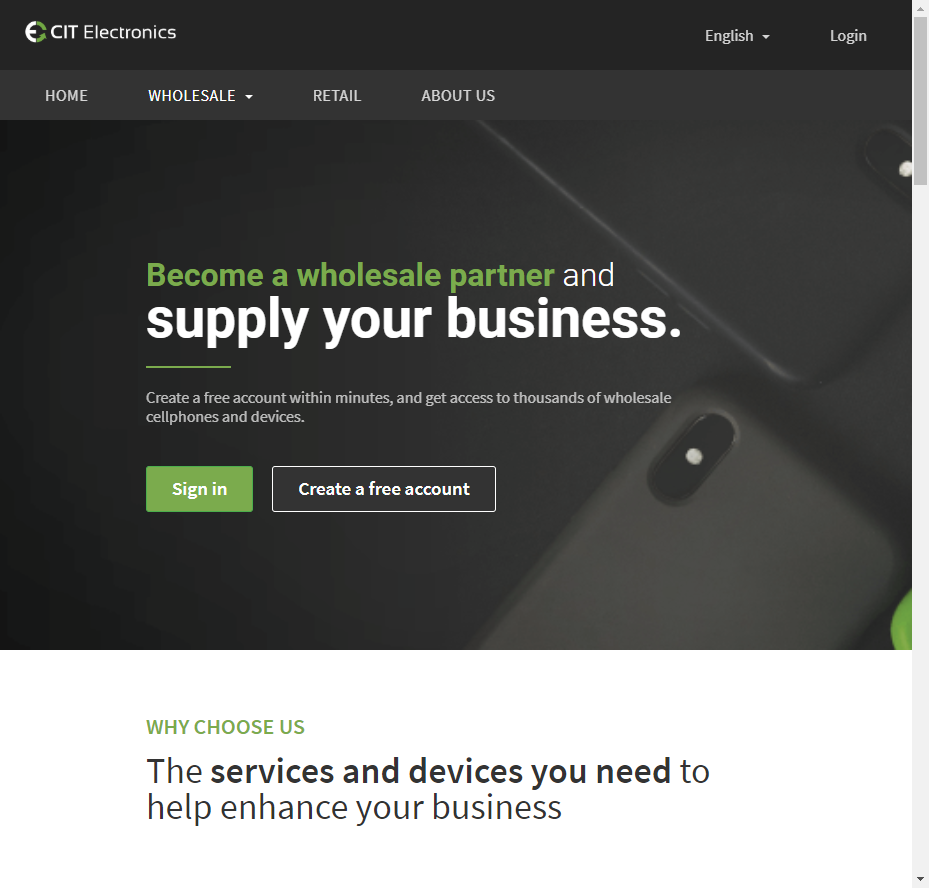 CIT Electronics
English
Login
HOME
WHOLESALE
RETAIL
ABOUT US
Become a wholesale partner and
supply your business.
Create a free account within minutes, and get access to thousands of wholesale
cellphones and devices.
Sign in
Create a free account
WHY CHOOSE US
The services and devices you need to
help enhance your business